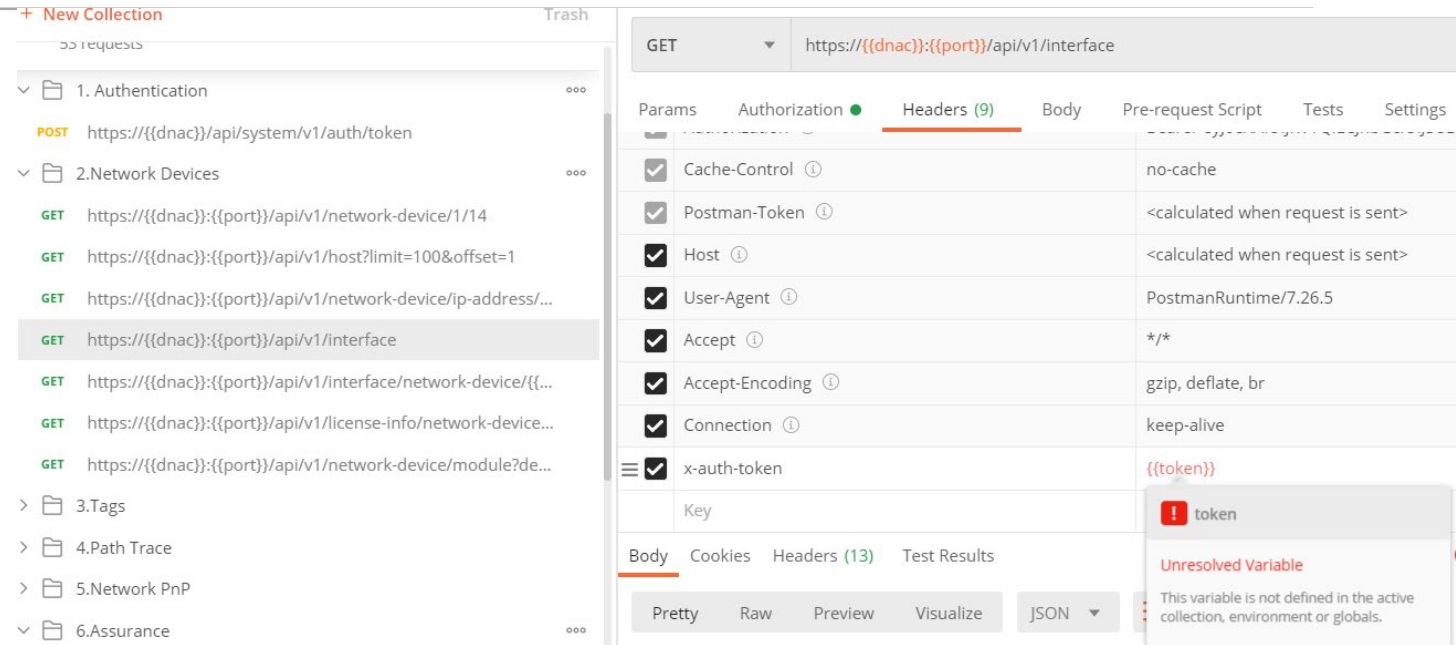 + New Collection
Trash
53 requests
1. Authentication
POST https://{{dnac}}/api/system/v1/auth/token
2.Network Devices
GET https://{{dnac}}:{{port}}/api/v1/network-device/1/14
GET https://{{dnac}}:{{port}}/api/v1/host?limit=100&offset=1
GET https://{{dnac}}:{{port}}/api/v1/network-device/ip-address/...
GET https://{{dnac}}:{{port}}/api/v1/interface
GET https://{{dnac}}:{{port}}/api/v1/interface/network-device/{{...
GET https://{{dnac}}:{{port}}/api/v1/license-info/network-device...
GET https://{{dnac}}:{{port}}/api/v1/network-device/module?de...
3.Tags
4.Path Trace
5.Network PnP
6.Assurance
GET https://{{dnac}}:{{port}}/api/v1/interface
Params Authorization Headers (9) Body Pre-request Script Tests Settings
Authorization
Cache-Control no-cache
Postman-Token <calculated when request is sent>
Host <calculated when request is sent>
User-Agent PostmanRuntime/7.26.5
Accept */*
Accept-Encoding gzip, deflate, br
Connection keep-alive
x-auth-token {{token}}
Key
! token
Unresolved Variable
This variable is not defined in the active
collection, environment or globals.
Body Cookies Headers (13) Test Results
Pretty Raw Preview Visualize JSON